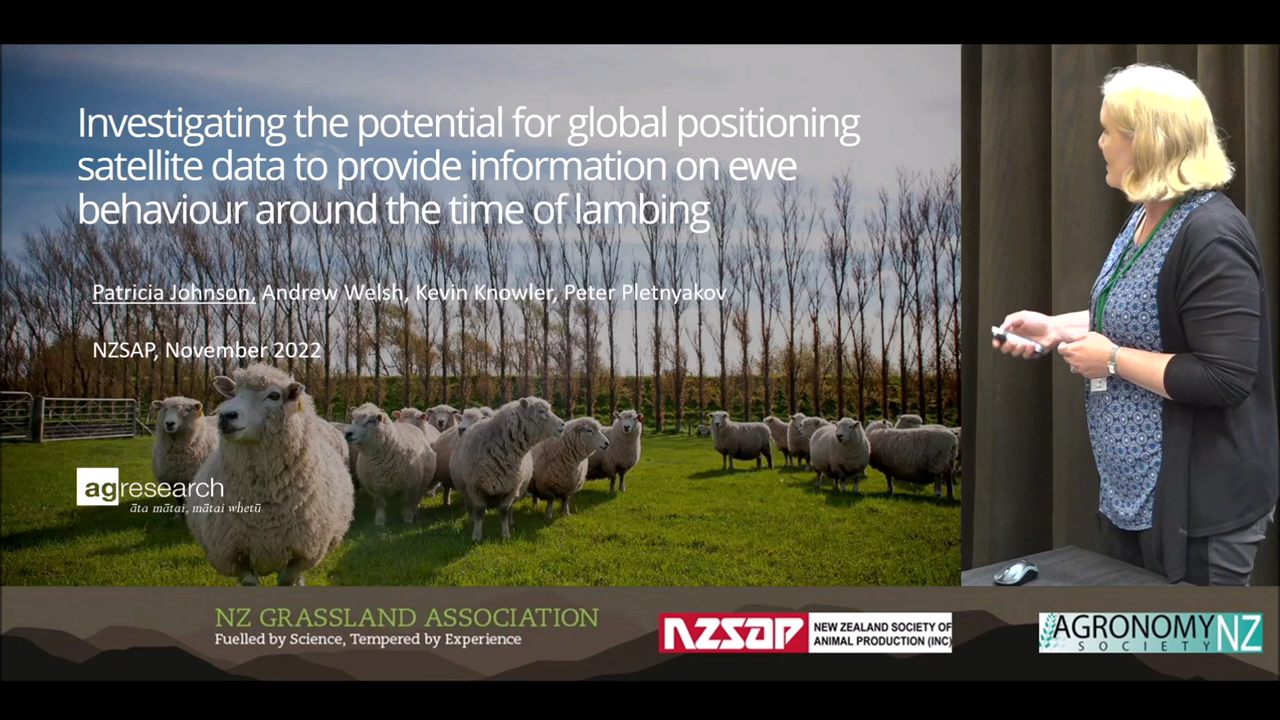 Investigating the potential for global positioning
satellite data to provide information on ewe
behaviour around the time of lambing
Patricia Johnson, Andrew Welsh, Kevin Knowler, Peter Pletnyakov
NZSAP, November 2022
agresearch
āta mātai, mātai whetū
NZ GRASSLAND ASSOCIATION
Fuelled by Science, Tempered by Experience
NZSAP
NEW ZEALAND SOCIETY OF
ANIMAL PRODUCTION (INC)
AGRONOMY NZ
SOCIETY